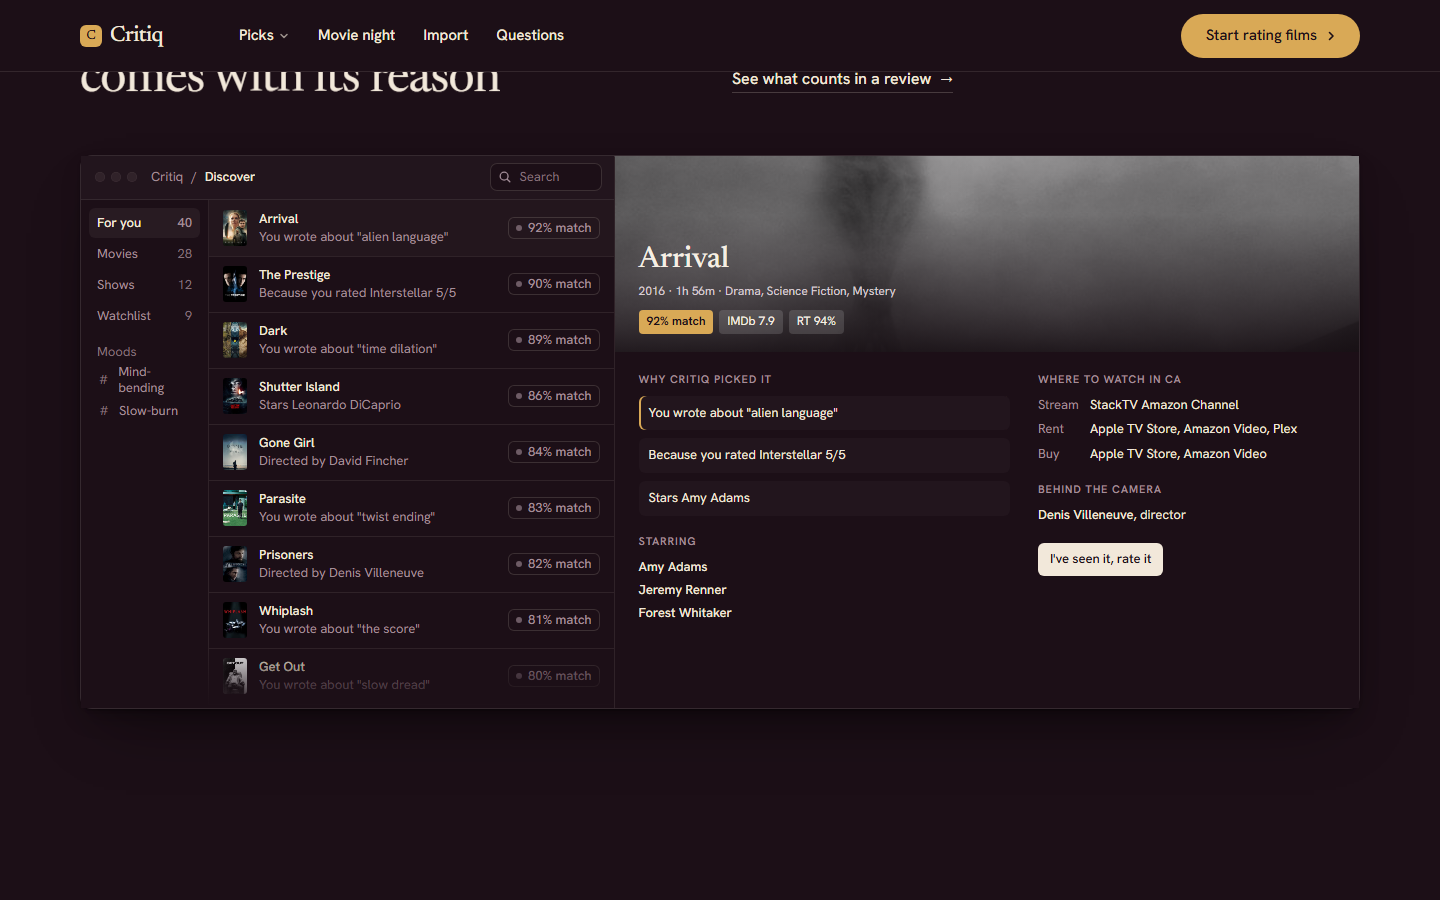 C Critiq
Picks
Movie night
Import
Questions
Start rating films
comes with its reason
See what counts in a review →
Critiq / Discover
Search
For you 40
Movies 28
Shows 12
Watchlist 9
Moods
# Mind-
bending
# Slow-burn
Arrival
You wrote about "alien language"
92% match
The Prestige
Because you rated Interstellar 5/5
90% match
Dark
You wrote about "time dilation"
89% match
Shutter Island
Stars Leonardo DiCaprio
86% match
Gone Girl
Directed by David Fincher
84% match
Parasite
You wrote about "twist ending"
83% match
Prisoners
Directed by Denis Villeneuve
82% match
Whiplash
You wrote about "the score"
81% match
Get Out
You wrote about "slow dread"
80% match
Arrival
2016 · 1h 56m · Drama, Science Fiction, Mystery
92% match
IMDb 7.9
RT 94%
WHY CRITIQ PICKED IT
You wrote about "alien language"
Because you rated Interstellar 5/5
Stars Amy Adams
STARRING
Amy Adams
Jeremy Renner
Forest Whitaker
WHERE TO WATCH IN CA
Stream StackTV Amazon Channel
Rent Apple TV Store, Amazon Video, Plex
Buy Apple TV Store, Amazon Video
BEHIND THE CAMERA
Denis Villeneuve, director
I've seen it, rate it